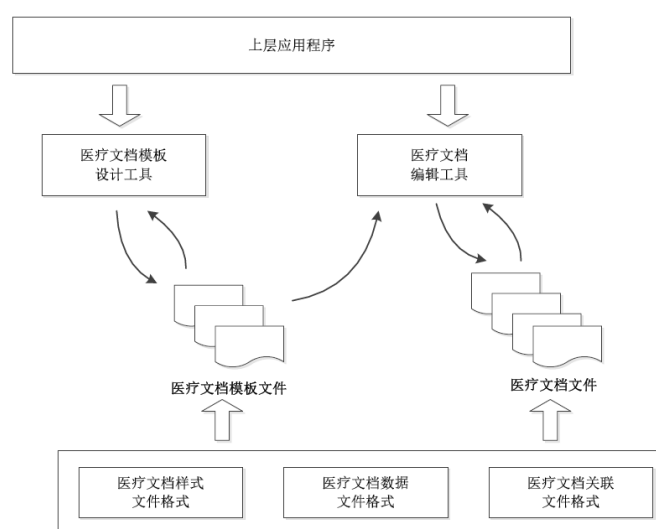 上层应用程序
医疗文档模板
设计工具
医疗文档
编辑工具
医疗文档模板文件
医疗文档文件
医疗文档样式
文件格式
医疗文档数据
文件格式
医疗文档关联
文件格式